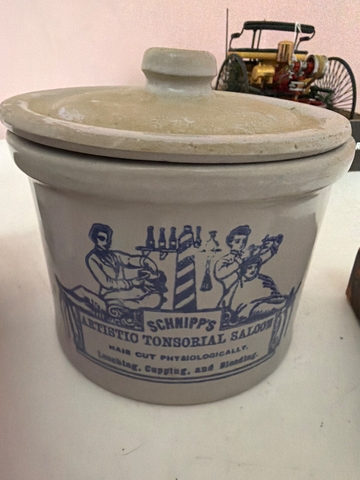 SCHNIPP'S
ARTISTIC TONSORIAL SALOON
HAIR CUT PHYSIOLOGICALLY,
Leeching, Cupping, and Bleeding.